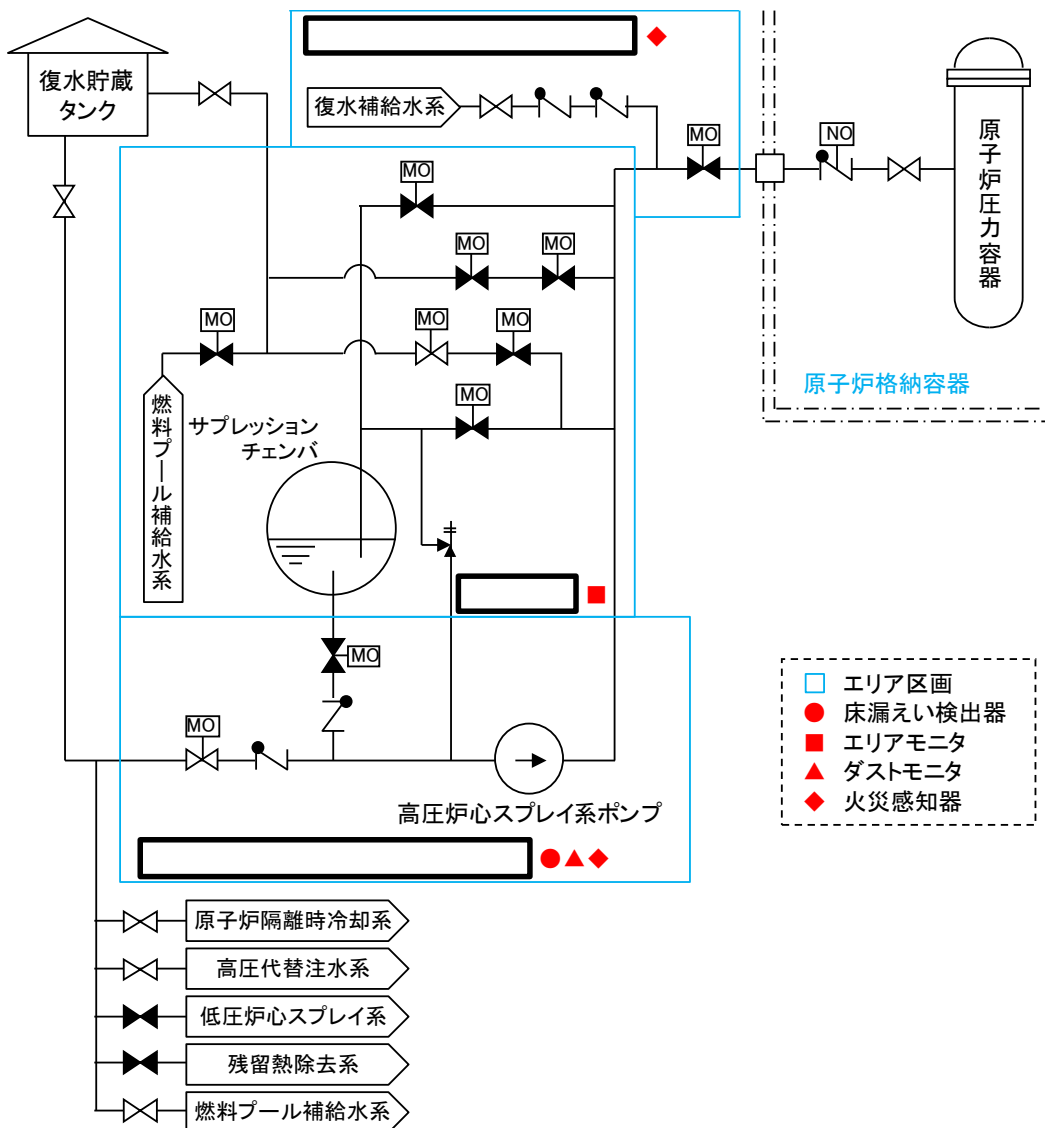 復水貯蔵
タンク
復水補給水系
MO
NO
原子炉圧力容器
MO
MO
MO
MO
MO
MO
MO
原子炉格納容器
燃料プール補給水系
サプレッション
チェンバ
MO
MO
高圧炉心スプレイ系ポンプ
エリア区画
床漏えい検出器
エリアモニタ
ダストモニタ
火災感知器
原子炉隔離時冷却系
高圧代替注水系
低圧炉心スプレイ系
残留熱除去系
燃料プール補給水系